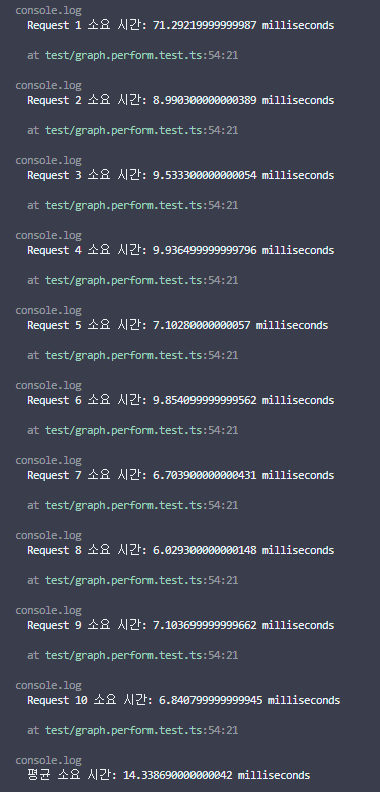 console.log
Request 1 소요 시간: 71.29219999999987 milliseconds
at test/graph.perform.test.ts:54:21
console.log
Request 2 소요 시간: 8.990300000000389 milliseconds
at test/graph.perform.test.ts:54:21
console.log
Request 3 소요 시간: 9.533300000000054 milliseconds
at test/graph.perform.test.ts:54:21
console.log
Request 4 소요 시간: 9.936499999999796 milliseconds
at test/graph.perform.test.ts:54:21
console.log
Request 5 소요 시간: 7.10280000000057 milliseconds
at test/graph.perform.test.ts:54:21
console.log
Request 6 소요 시간: 9.854099999999562 milliseconds
at test/graph.perform.test.ts:54:21
console.log
Request 7 소요 시간: 6.703900000000431 milliseconds
at test/graph.perform.test.ts:54:21
console.log
Request 8 소요 시간: 6.029300000000148 milliseconds
at test/graph.perform.test.ts:54:21
console.log
Request 9 소요 시간: 7.103699999999662 milliseconds
at test/graph.perform.test.ts:54:21
console.log
Request 10 소요 시간: 6.840799999999945 milliseconds
at test/graph.perform.test.ts:54:21
console.log
평균 소요 시간: 14.338690000000042 milliseconds